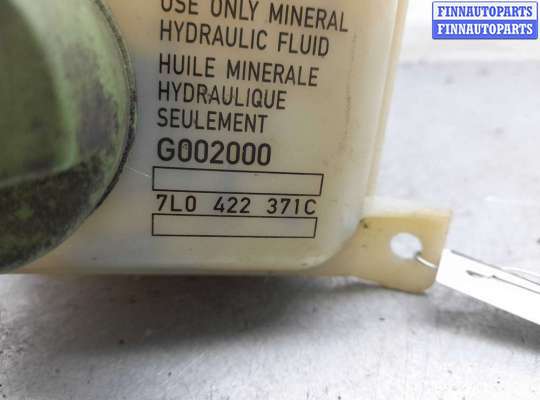 FINNAUTOPARTS
FINNAUTOPARTS
USE ONLY MINERAL
HYDRAULIC FLUID
HUILE MINERALE
HYDRAULIQUE
SEULEMENT
G002000
7L0 422 371C